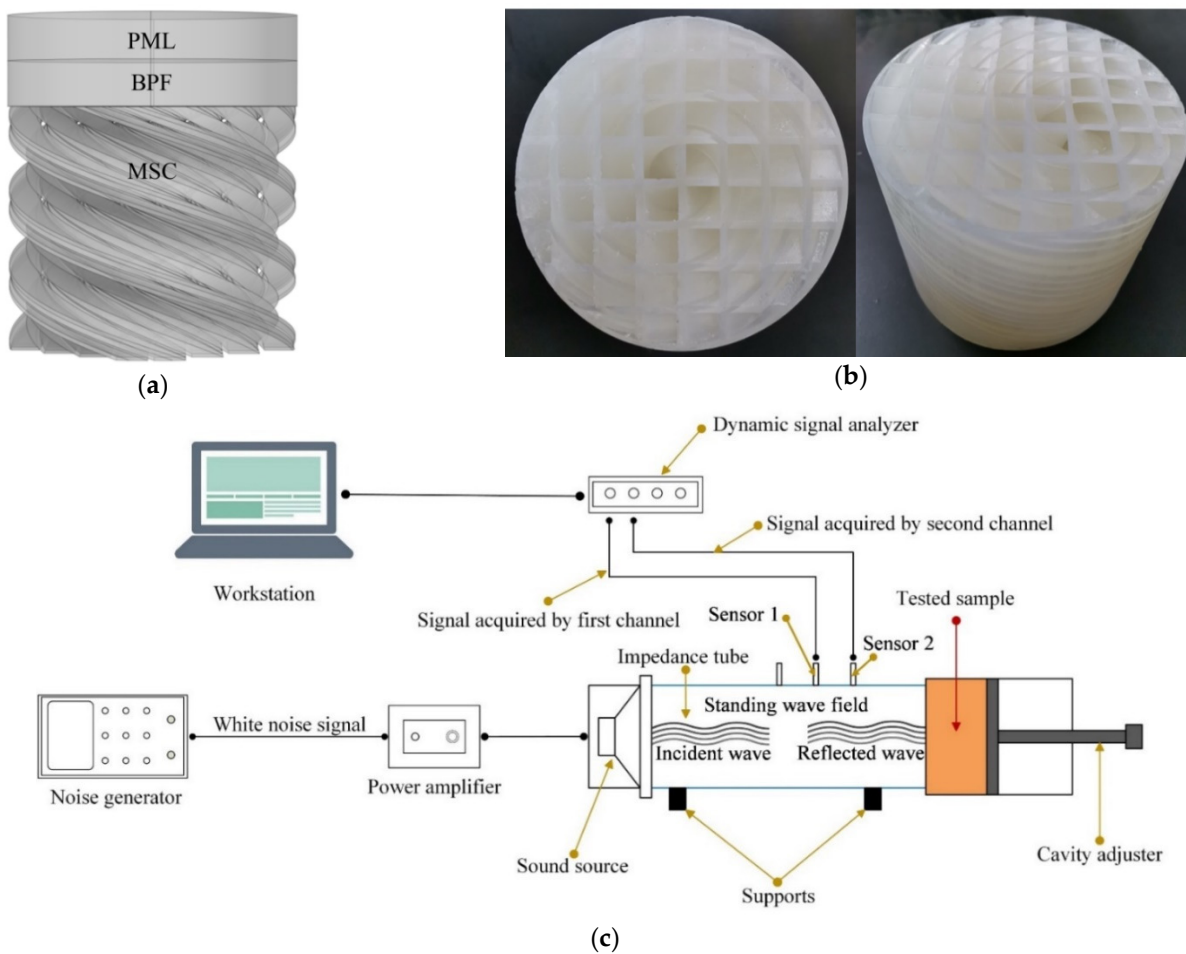 PML
BPF
MSC
(a)
(b)
Dynamic signal analyzer
Signal acquired by second channel
Workstation
Signal acquired by first channel
Sensor 1
Tested sample
Sensor 2
Impedance tube
Standing wave field
White noise signal
Incident wave
Reflected wave
Noise generator
Power amplifier
Sound source
Supports
Cavity adjuster
(c)